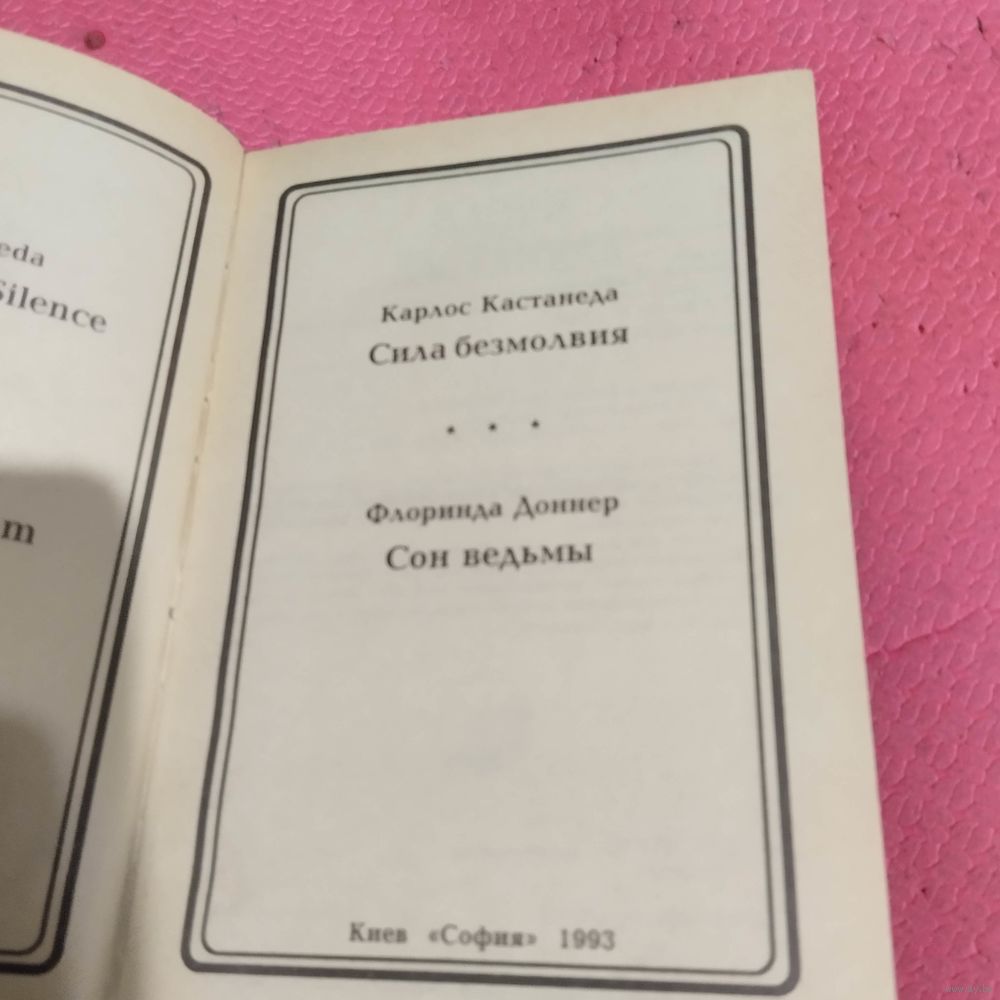 eda
Silence
m
Карлос Кастанеда
Сила безмолвия
* * *
Флоринда Доннер
Сон ведьмы
Киев «София» 1993